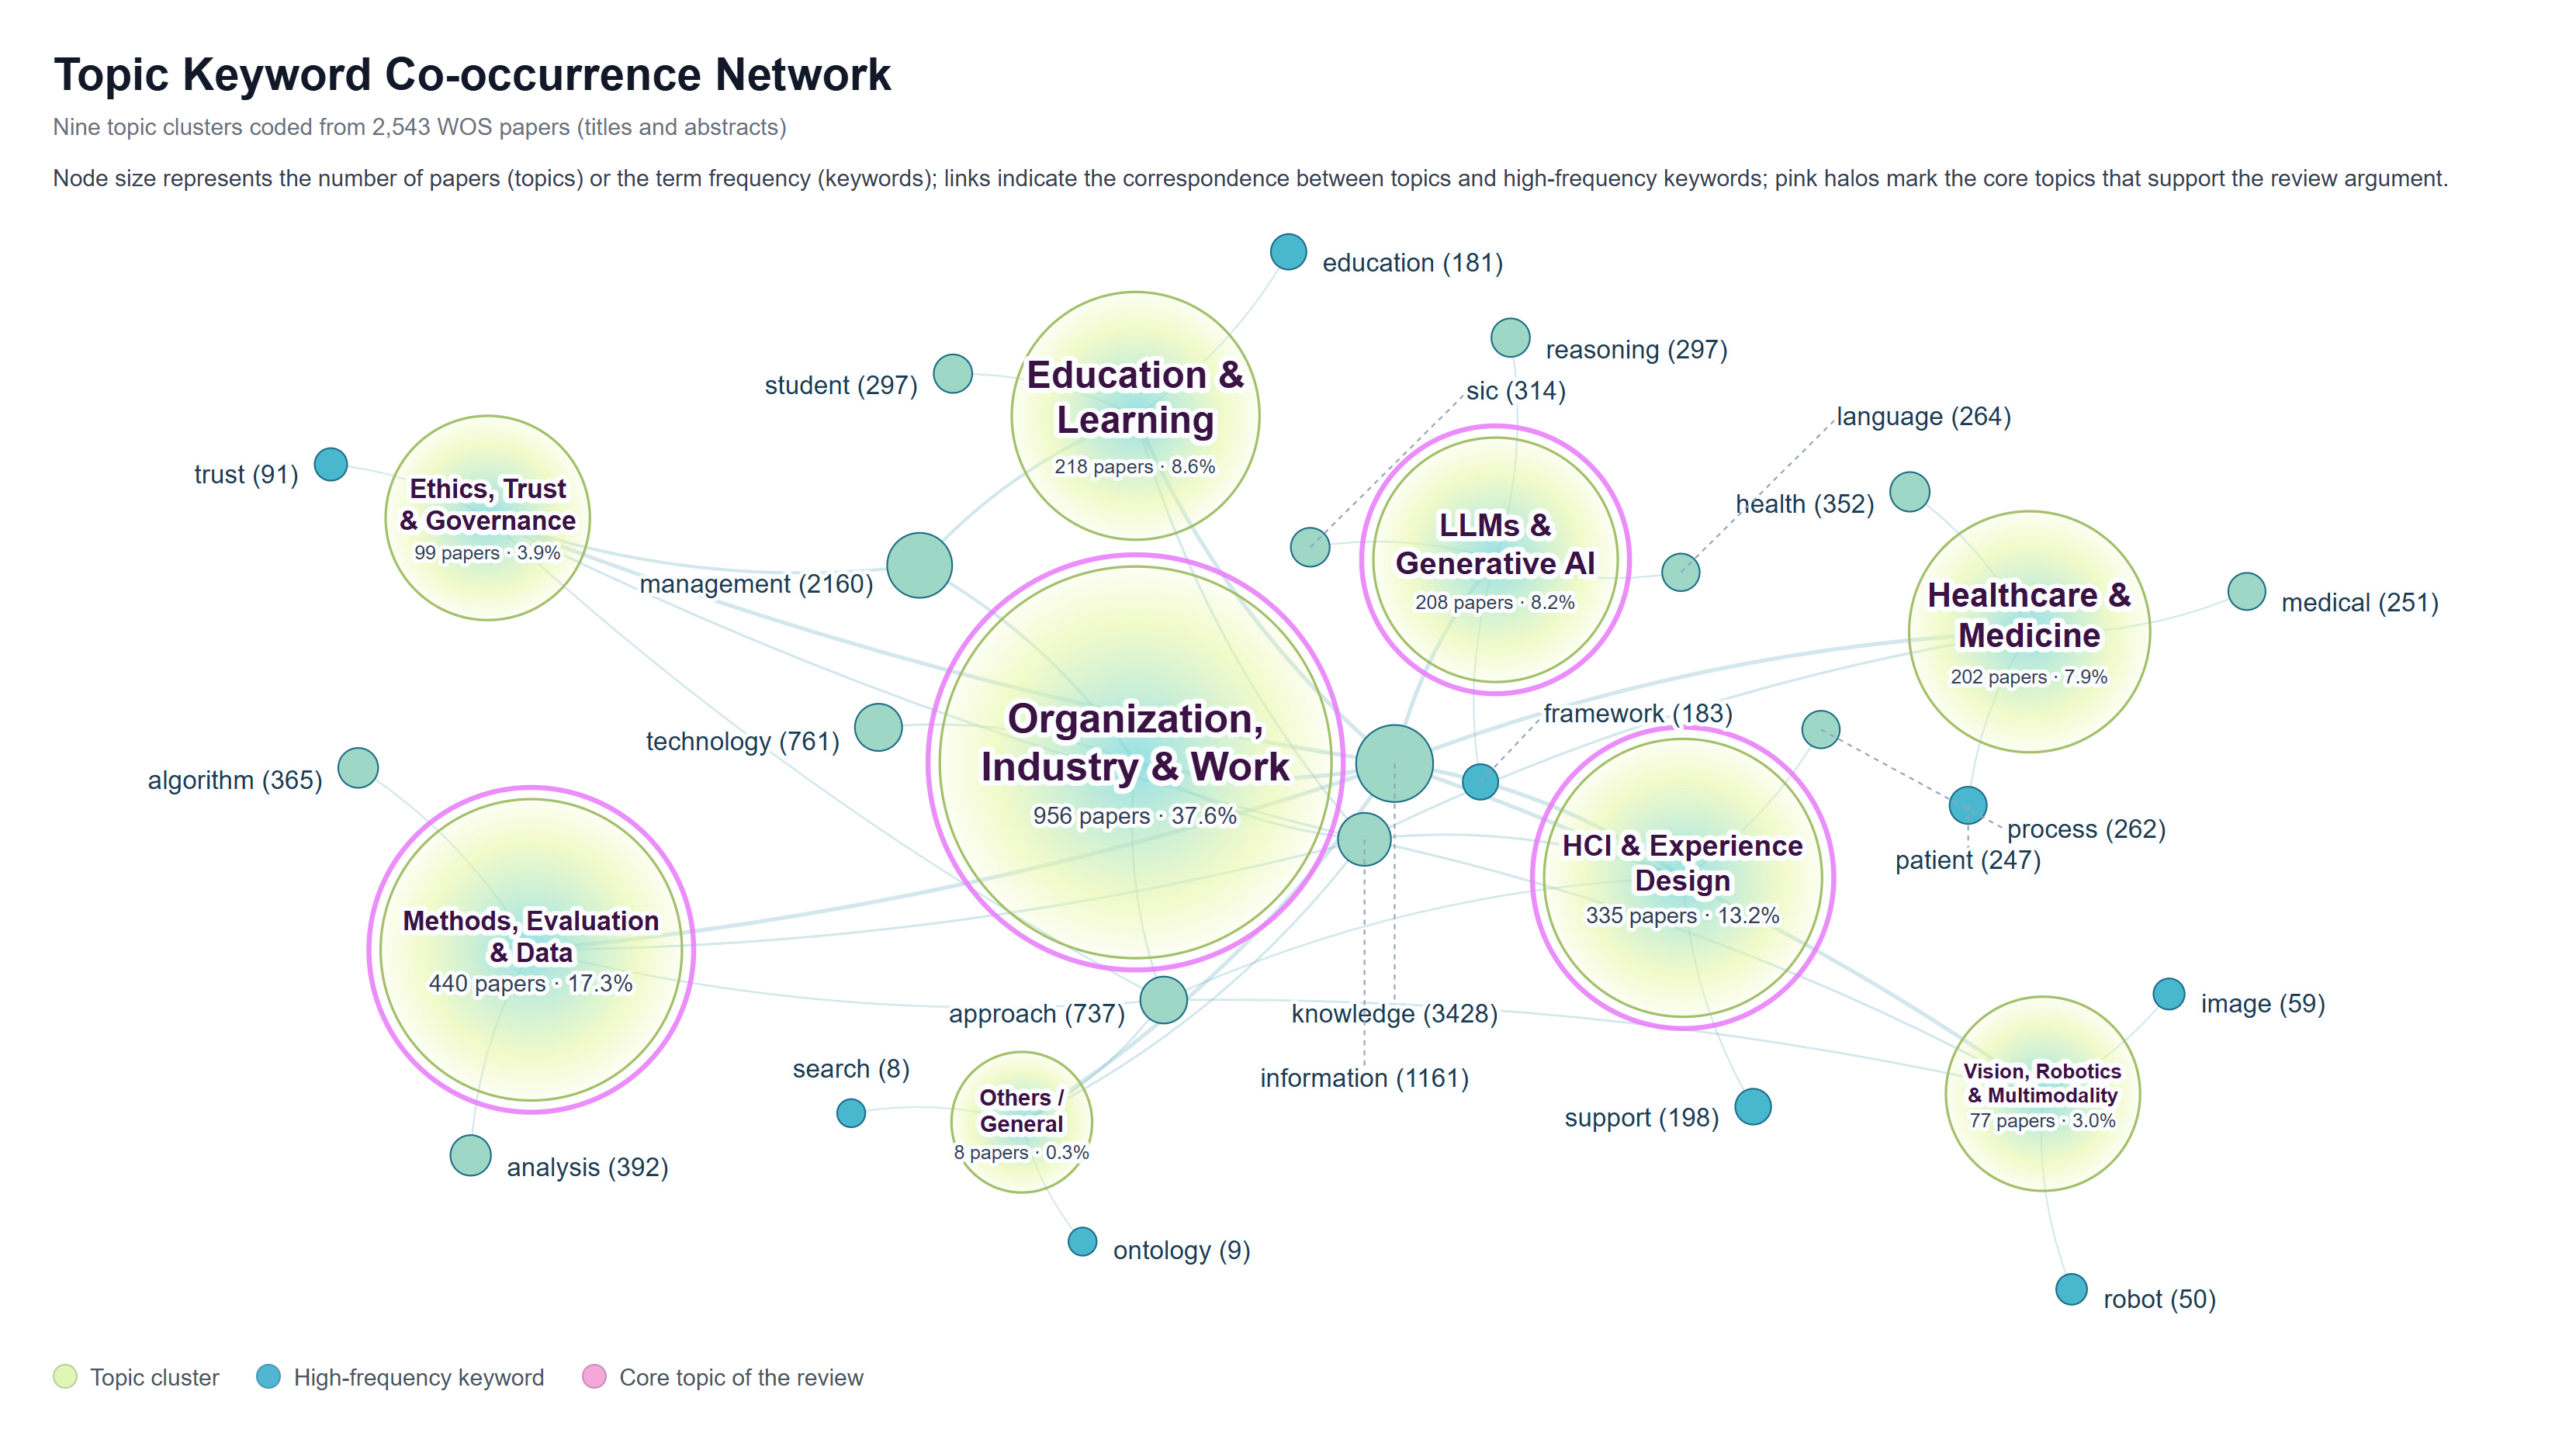 Topic Keyword Co-occurrence Network
Nine topic clusters coded from 2,543 WOS papers (titles and abstracts)
Node size represents the number of papers (topics) or the term frequency (keywords); links indicate the correspondence between topics and high-frequency keywords; pink halos mark the core topics that support the review argument.
education (181)
reasoning (297)
student (297)
Education &
Learning
218 papers · 8.6%
sic (314)
language (264)
trust (91)
Ethics, Trust
& Governance
99 papers · 3.9%
health (352)
LLMs &
Generative AI
208 papers · 8.2%
management (2160)
Healthcare &
Medicine
202 papers · 7.9%
medical (251)
technology (761)
Organization,
Industry & Work
956 papers · 37.6%
framework (183)
algorithm (365)
HCI & Experience
Design
335 papers · 13.2%
process (262)
patient (247)
Methods, Evaluation
& Data
440 papers · 17.3%
approach (737)
knowledge (3428)
image (59)
search (8)
information (1161)
Others /
General
8 papers · 0.3%
Vision, Robotics
& Multimodality
77 papers · 3.0%
support (198)
analysis (392)
ontology (9)
robot (50)
Topic cluster
High-frequency keyword
Core topic of the review